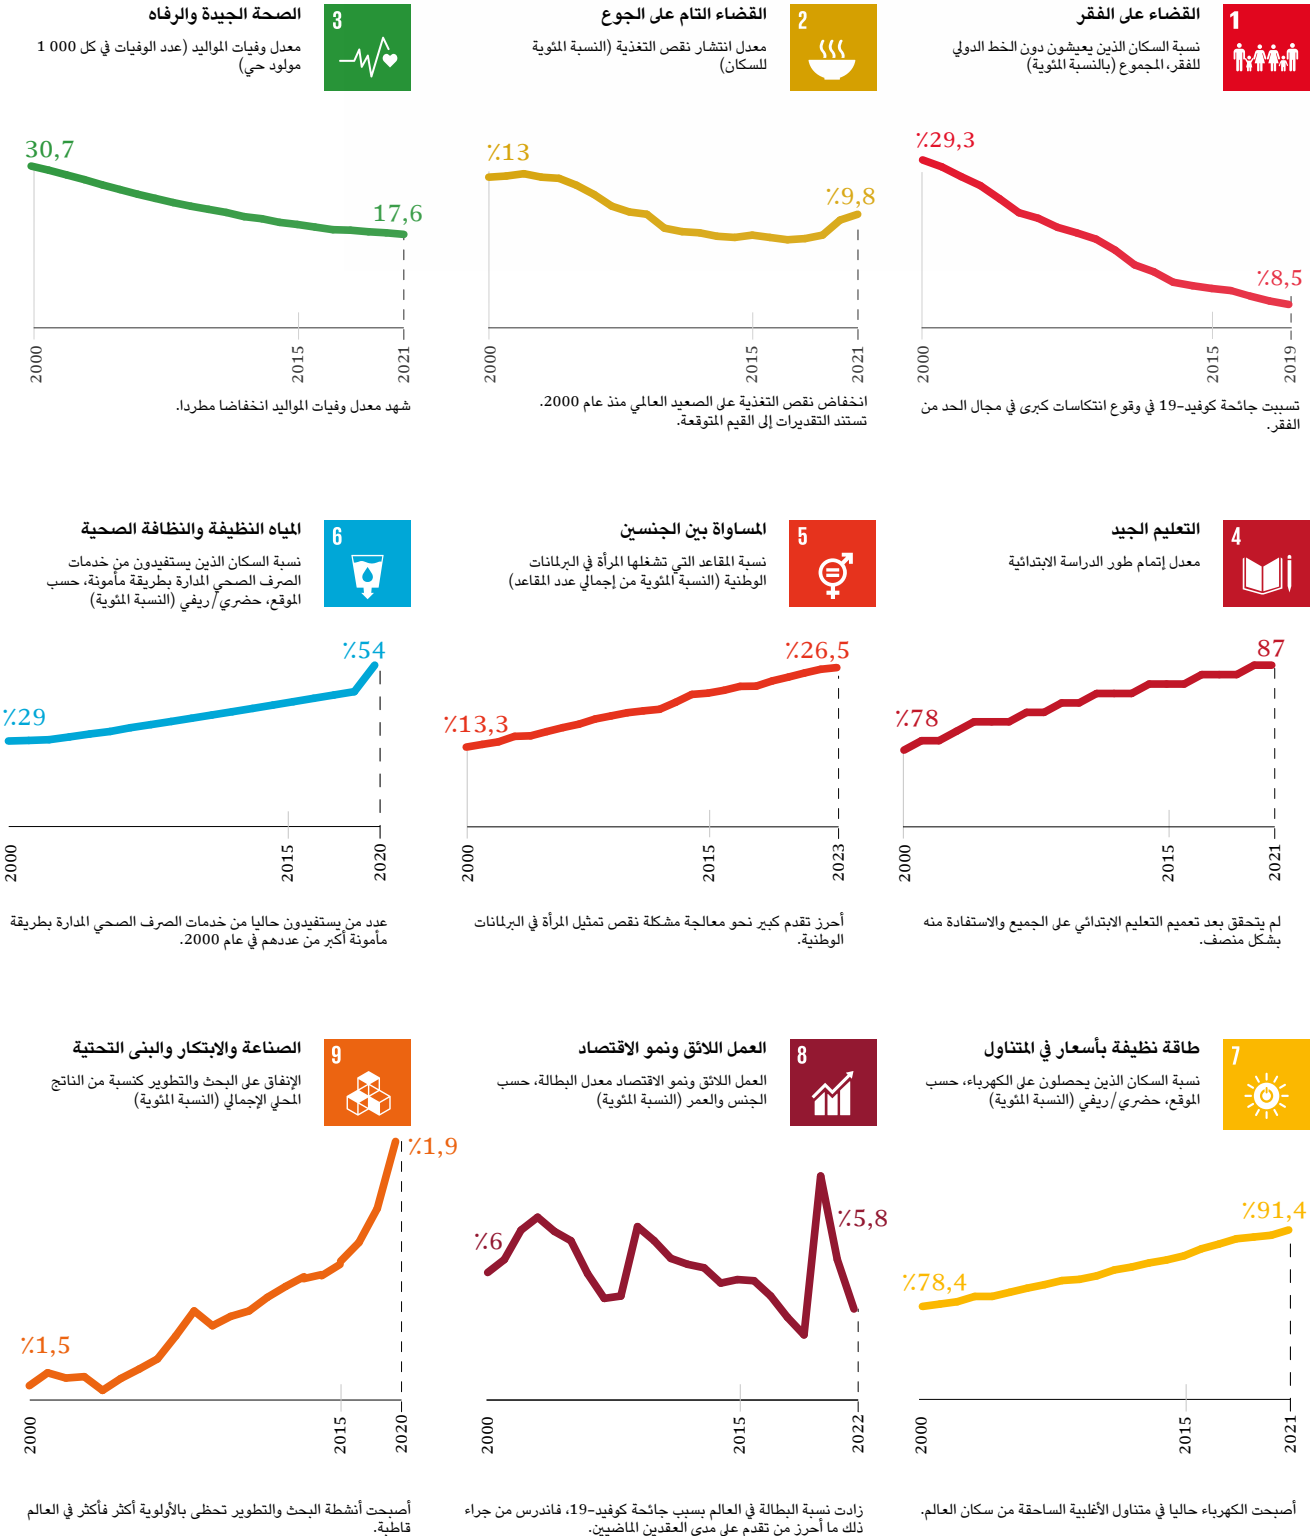 1
القضاء على الفقر
نسبة السكان الذين يعيشون دون الخط الدولي
للفقر، المجموع (بالنسبة المئوية)
٪29,3
٪8,5
2000
2015
2019
تسببت جائحة كوفيد-19 في وقوع انتكاسات كبرى في مجال الحد من
الفقر.
2
القضاء التام على الجوع
معدل انتشار نقص التغذية (النسبة المئوية
للسكان)
٪13
٪9,8
2000
2015
2021
انخفاض نقص التغذية على الصعيد العالمي منذ عام 2000.
تستند التقديرات إلى القيم المتوقعة.
3
الصحة الجيدة والرفاه
معدل وفيات المواليد (عدد الوفيات في كل 000 1
مولود حي)
30,7
17,6
2000
2015
2021
شهد معدل وفيات المواليد انخفاضا مطردا.
4
التعليم الجيد
معدل إتمام طور الدراسة الابتدائية
٪78
87
2000
2015
2021
لم يتحقق بعد تعميم التعليم الابتدائي على الجميع والاستفادة منه
بشكل منصف.
5
المساواة بين الجنسين
نسبة المقاعد التي تشغلها المرأة في البرلمانات
الوطنية (النسبة المئوية من إجمالي عدد المقاعد)
٪13,3
٪26,5
2000
2015
2023
أحرز تقدم كبير نحو معالجة مشكلة نقص تمثيل المرأة في البرلمانات
الوطنية.
6
المياه النظيفة والنظافة الصحية
نسبة السكان الذين يستفيدون من خدمات
الصرف الصحي المدارة بطريقة مأمونة، حسب
الموقع، حضري/ريفي (النسبة المئوية)
٪29
٪54
2000
2015
2020
عدد من يستفيدون حاليا من خدمات الصرف الصحي المدارة بطريقة
مأمونة أكبر من عددهم في عام 2000.
7
طاقة نظيفة بأسعار في المتناول
نسبة السكان الذين يحصلون على الكهرباء، حسب
الموقع، حضري/ريفي (النسبة المئوية)
٪78,4
٪91,4
2000
2015
2021
أصبحت الكهرباء حاليا في متناول الأغلبية الساحقة من سكان العالم.
8
العمل اللائق ونمو الاقتصاد
العمل اللائق ونمو الاقتصاد معدل البطالة، حسب
الجنس والعمر (النسبة المئوية)
٪6
٪5,8
2000
2015
2022
زادت نسبة البطالة في العالم بسبب جائحة كوفيد-19، فاندرس من جراء
ذلك ما أحرز من تقدم على مدى العقدين الماضيين.
9
الصناعة والابتكار والبنى التحتية
الإنفاق على البحث والتطوير كنسبة من الناتج
المحلي الإجمالي (النسبة المئوية)
٪1,5
٪1,9
2000
2015
2020
أصبحت أنشطة البحث والتطوير تحظى بالأولوية أكثر فأكثر في العالم
قاطبة.